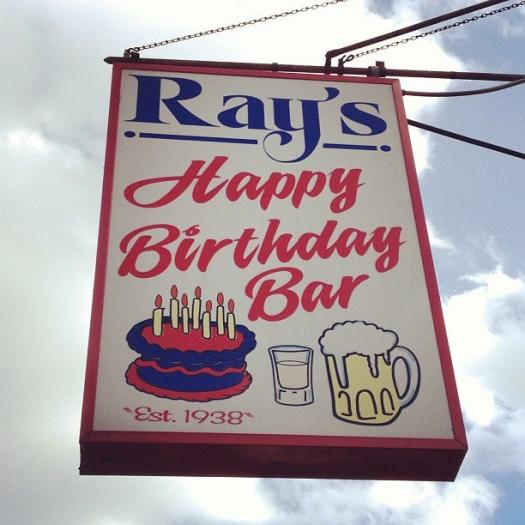 Ray's
Happy
Birthday
Bar
"Est. 1938"